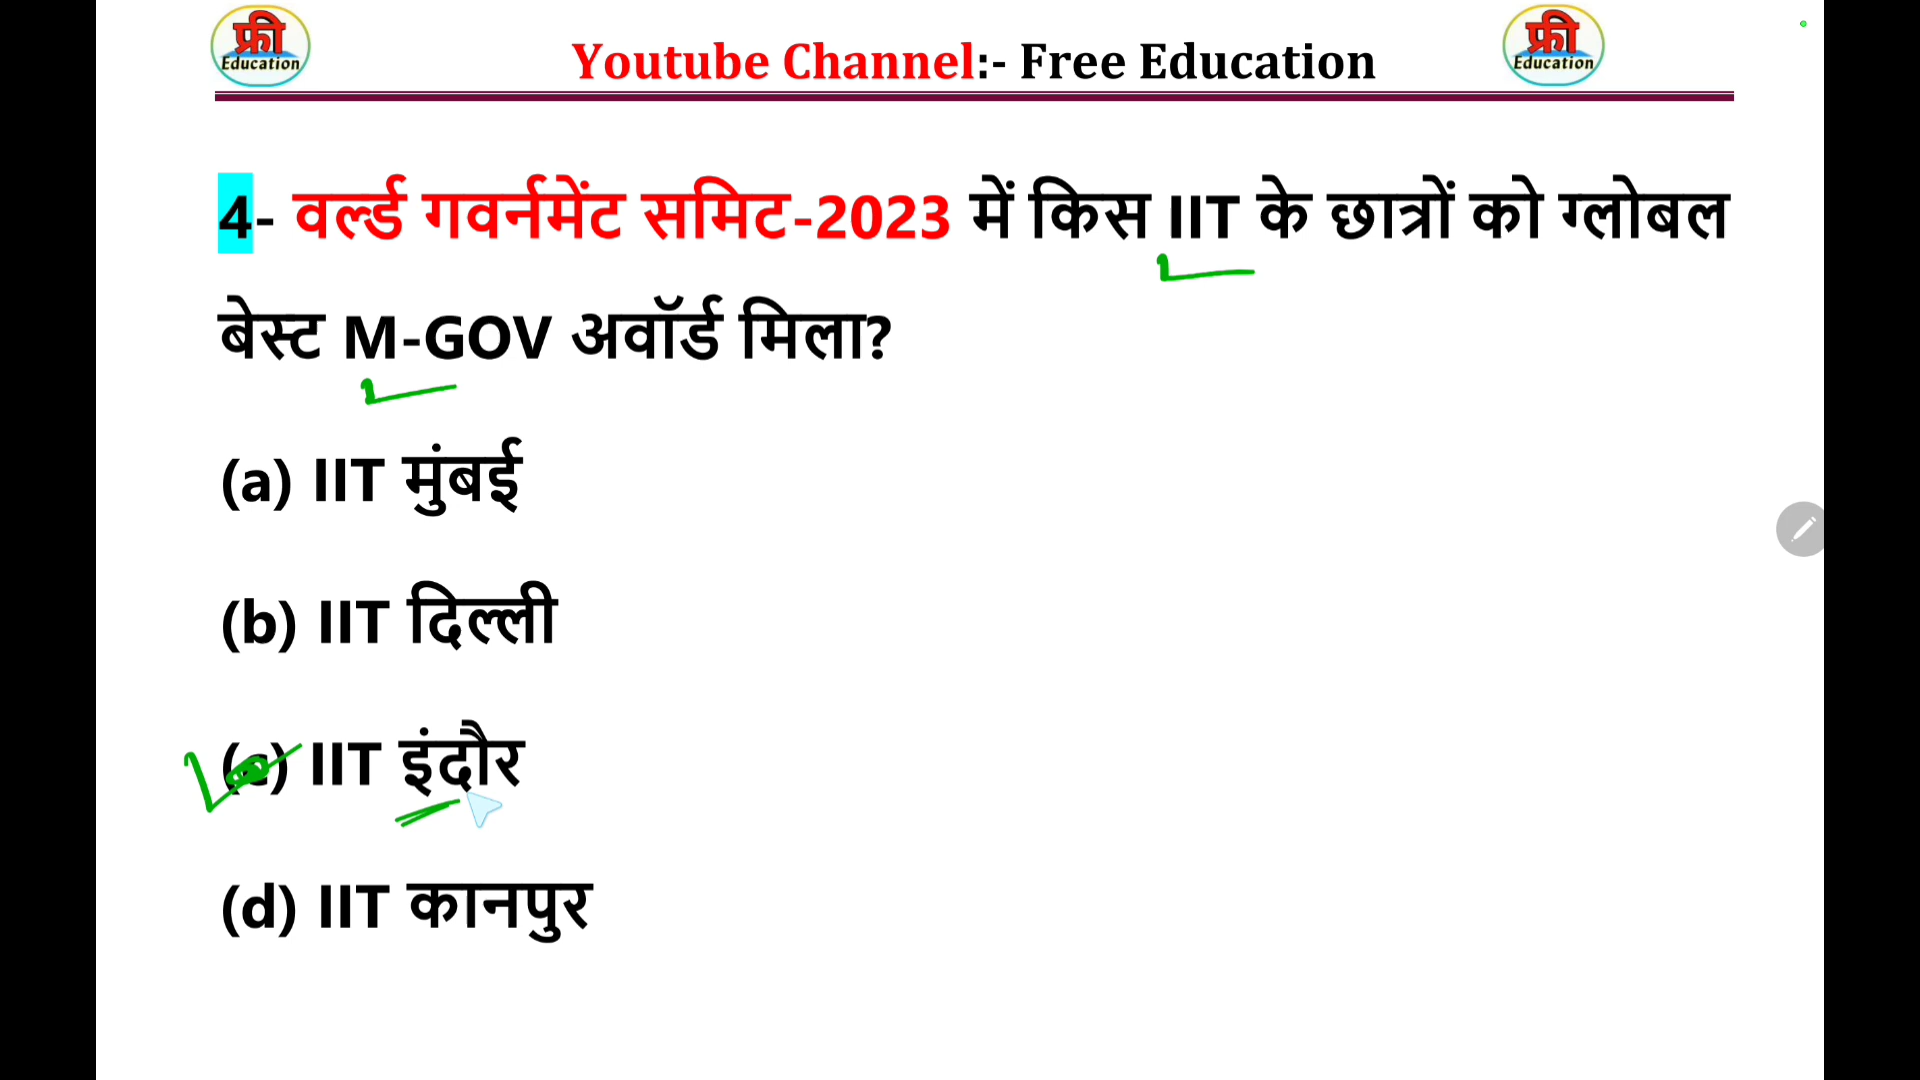 फ्री
Education
Youtube Channel:- Free Education
फ्री
Education
4- वर्ल्ड गवर्नमेंट समिट-2023 में किस IIT के छात्रों को ग्लोबल
बेस्ट M-GOV अवॉर्ड मिला?
(a) IIT मुंबई
(b) IIT दिल्ली
(c) IIT इंदौर
(d) IIT कानपुर